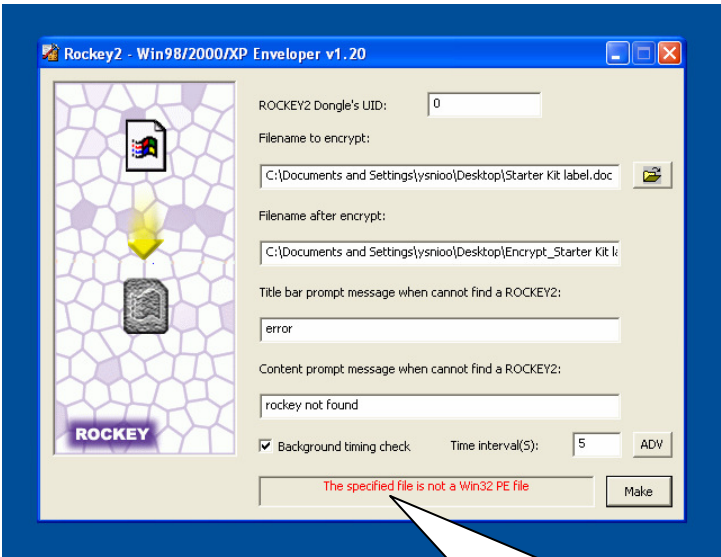 Rockey2 - Win98/2000/XP Enveloper v1.20
ROCKEY2 Dongle's UID: 0
Filename to encrypt:
C:\Documents and Settings\ysnioo\Desktop\Starter Kit label.doc
Filename after encrypt:
C:\Documents and Settings\ysnioo\Desktop\Encrypt_Starter Kit la
Title bar prompt message when cannot find a ROCKEY2:
error
Content prompt message when cannot find a ROCKEY2:
rockey not found
ROCKEY
Background timing check Time interval(S): 5 ADV
The specified file is not a Win32 PE file Make